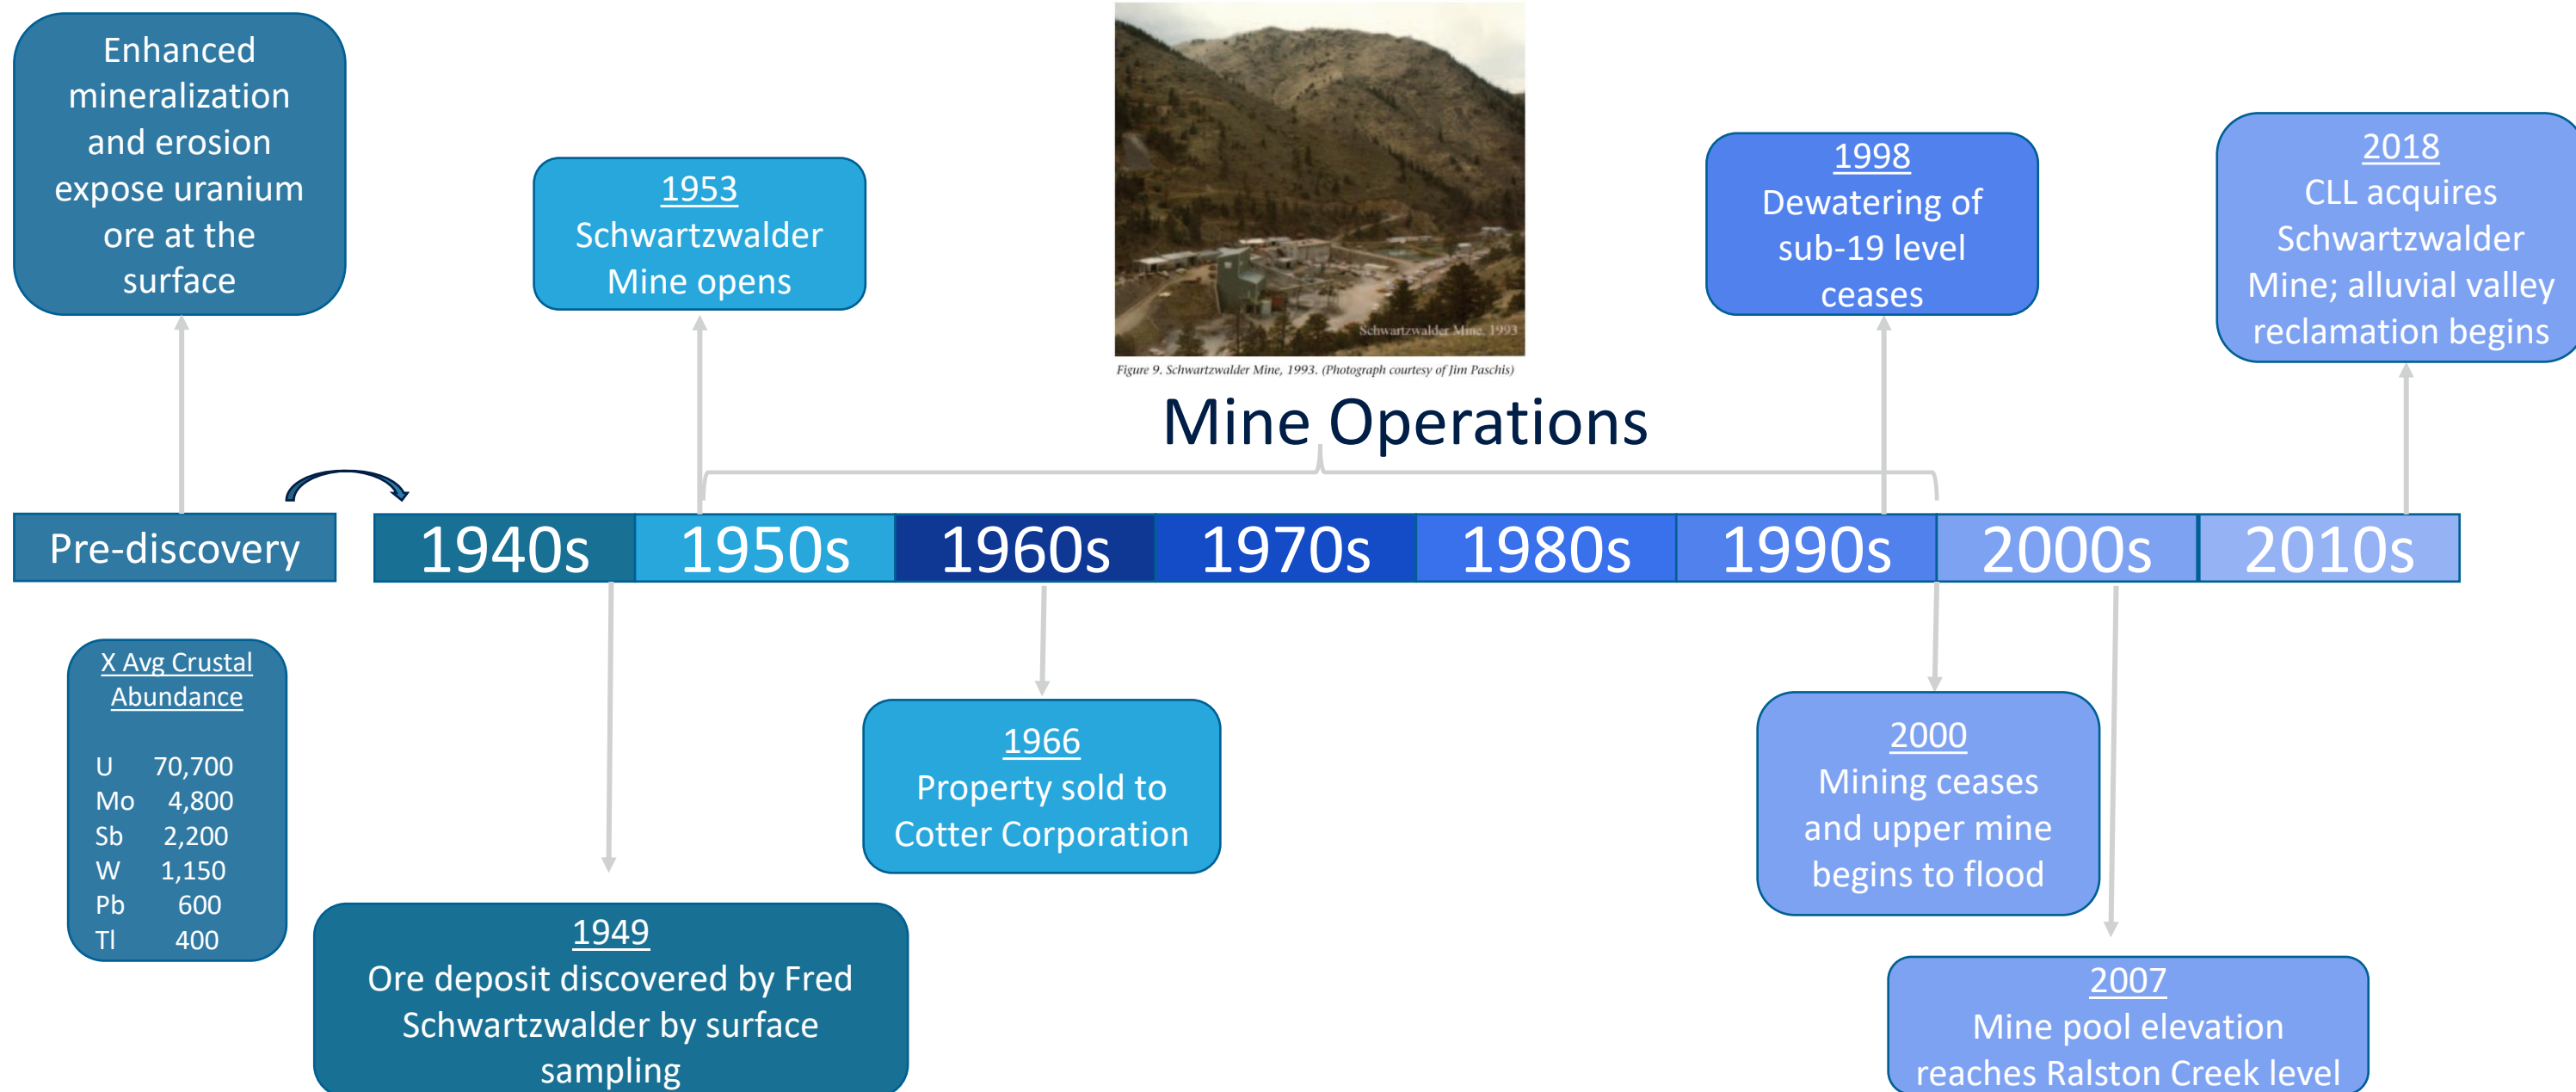 Enhanced
mineralization
and erosion
expose uranium
ore at the
surface
1953
Schwartzwalder
Mine opens
Schwartzwalder Mine, 1993
Figure 9. Schwartzwalder Mine, 1993. (Photograph courtesy of Jim Paschis)
1998
Dewatering of
sub-19 level
ceases
2018
CLL acquires
Schwartzwalder
Mine; alluvial valley
reclamation begins
Mine Operations
Pre-discovery
1940s
1950s
1960s
1970s
1980s
1990s
2000s
2010s
X Avg Crustal
Abundance
U 70,700
Mo 4,800
Sb 2,200
W 1,150
Pb 600
Tl 400
1949
Ore deposit discovered by Fred
Schwartzwalder by surface
sampling
1966
Property sold to
Cotter Corporation
2000
Mining ceases
and upper mine
begins to flood
2007
Mine pool elevation
reaches Ralston Creek level